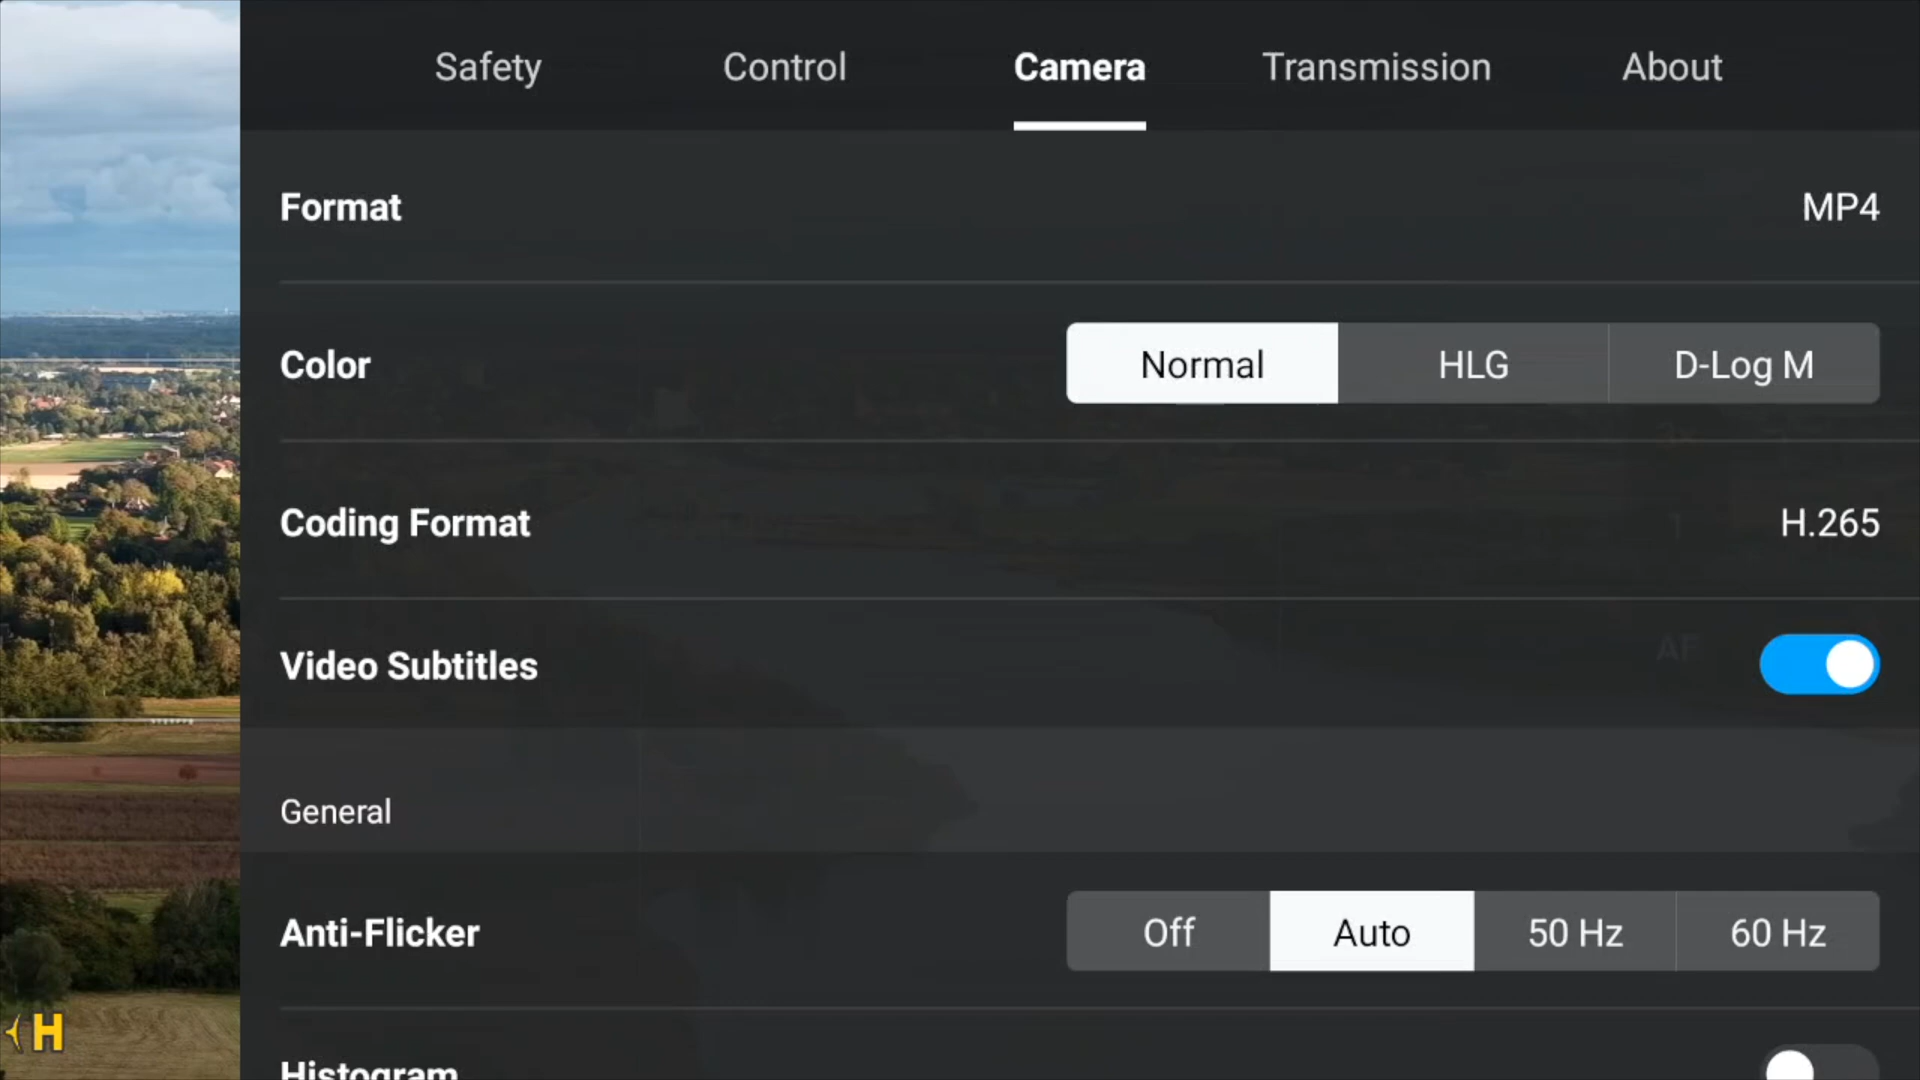 Safety Control Camera Transmission About
Format MP4
Color Normal HLG D-Log M
Coding Format H.265
Video Subtitles
General
Anti-Flicker Off Auto 50 Hz 60 Hz
H
Histogram